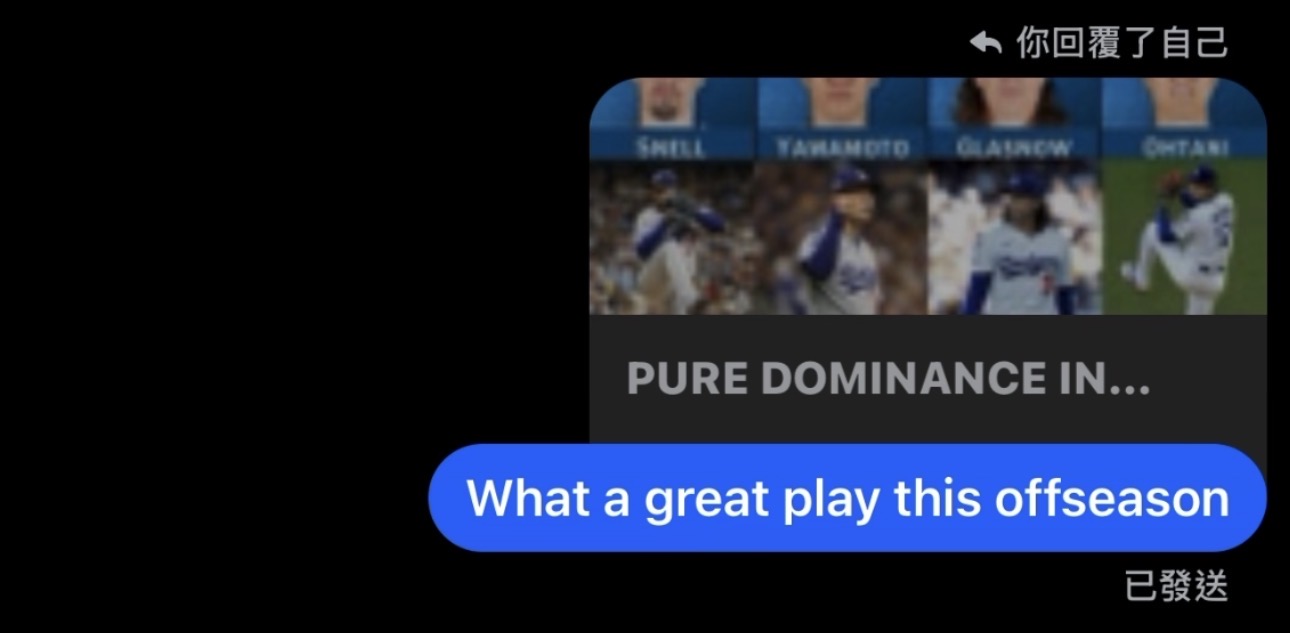 你回覆了自己
SNELL YAMAMOTO GLASNOW OHTANI
PURE DOMINANCE IN...
What a great play this offseason
已發送